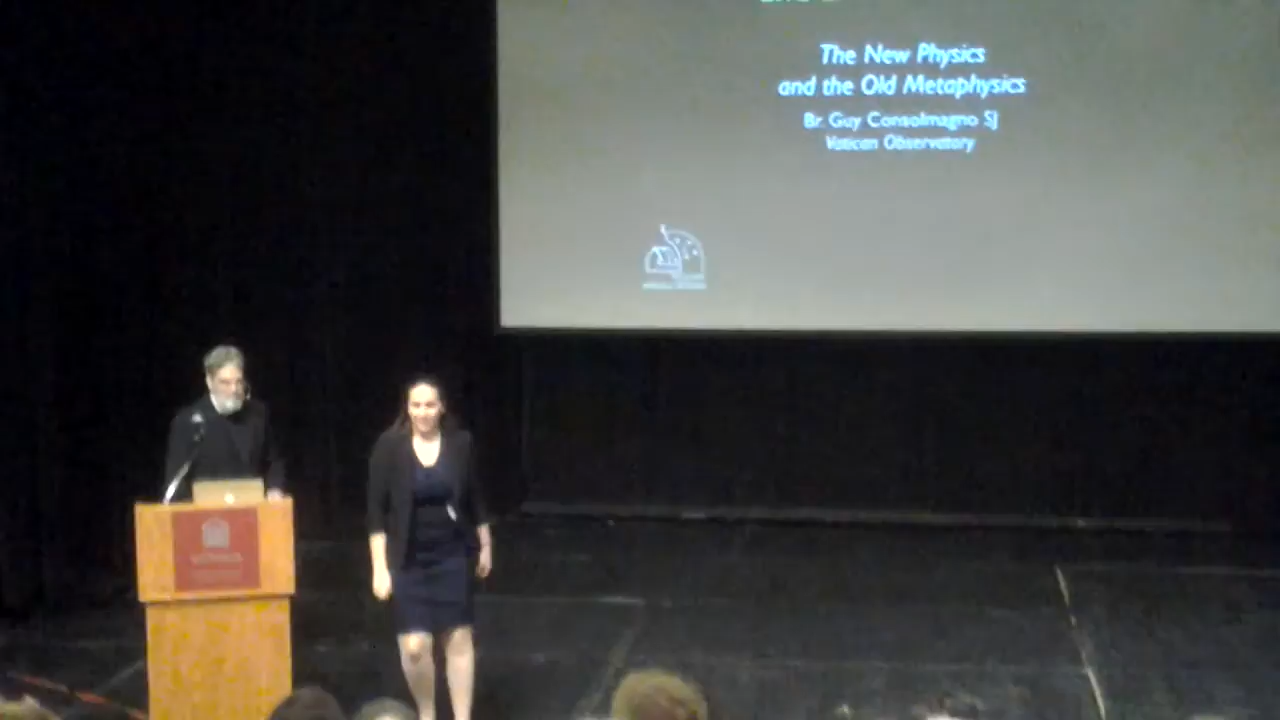 The New Physics
and the Old Metaphysics
Br. Guy Consolmagno SJ
Vatican Observatory